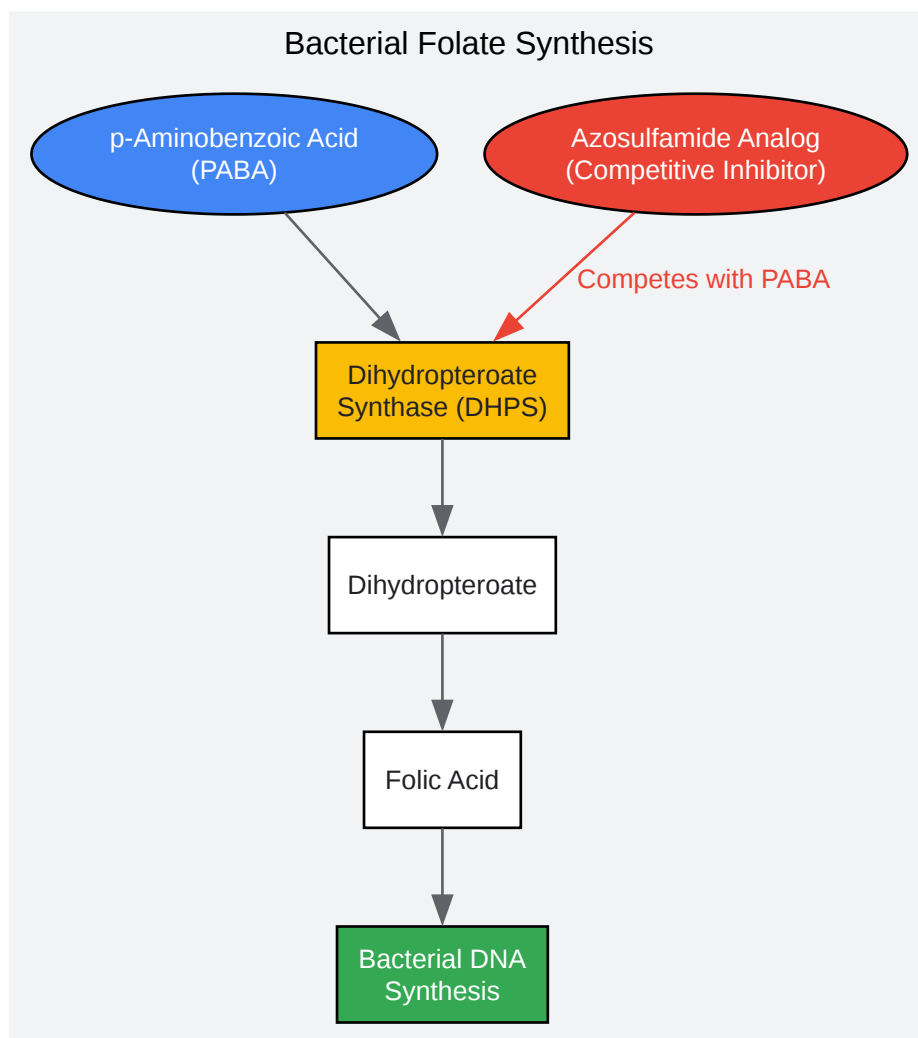 Bacterial Folate Synthesis
p-Aminobenzoic Acid
(PABA)
Azosulfamide Analog
(Competitive Inhibitor)
Competes with PABA
Dihydropteroate
Synthase (DHPS)
Dihydropteroate
Folic Acid
Bacterial DNA
Synthesis